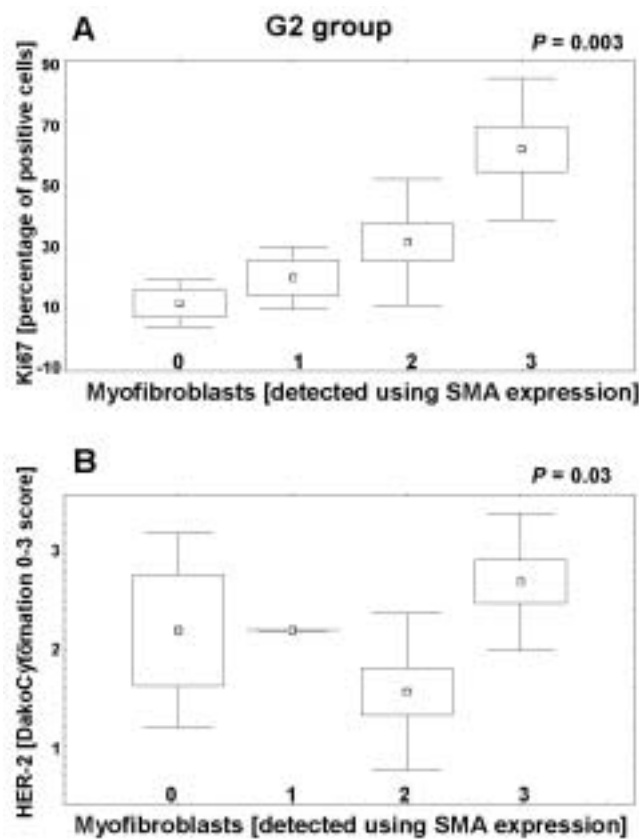 A
G2 group
P = 0.003
Ki67 [percentage of positive cells]
90
70
50
30
10
-10
0 1 2 3
Myofibroblasts [detected using SMA expression]
B
P = 0.03
HER-2 [DakoCytomation 0-3 score]
3
2
1
0 1 2 3
Myofibroblasts [detected using SMA expression]